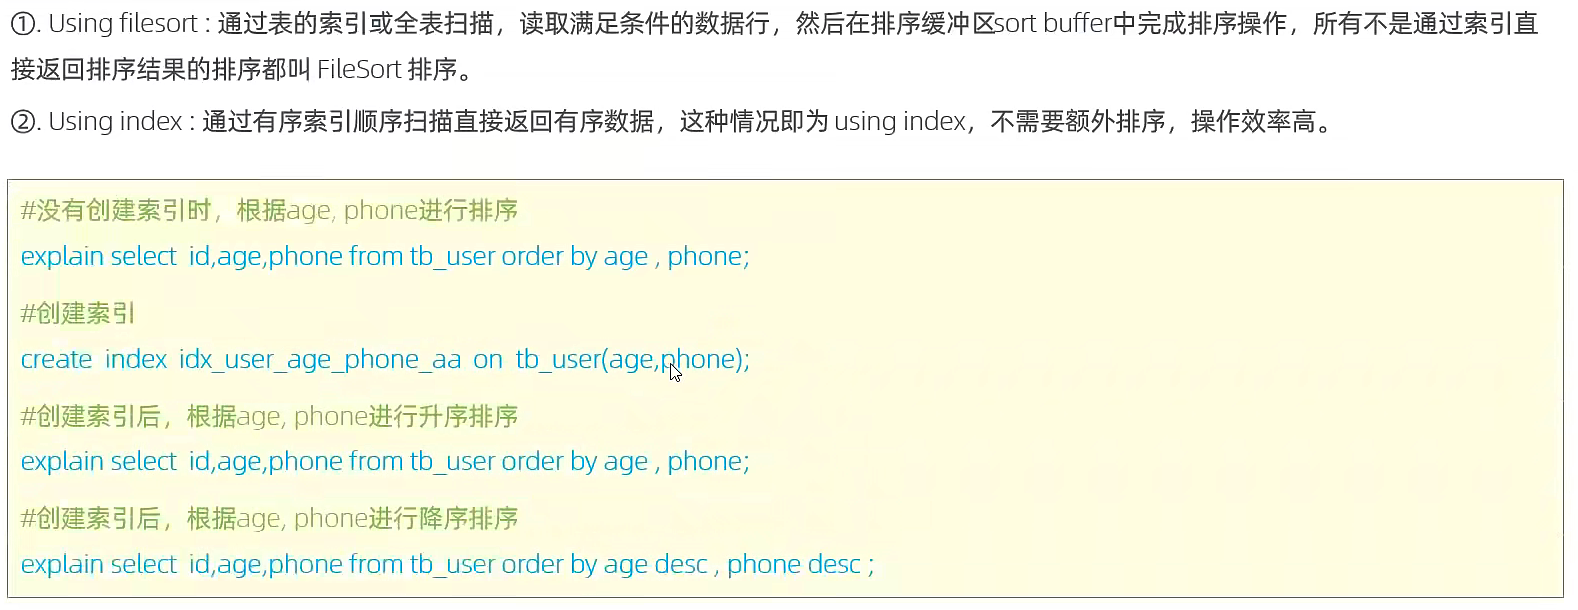 ①. Using filesort : 通过表的索引或全表扫描，读取满足条件的数据行，然后在排序缓冲区sort buffer中完成排序操作，所有不是通过索引直
接返回排序结果的排序都叫 FileSort 排序。
②. Using index : 通过有序索引顺序扫描直接返回有序数据，这种情况即为 using index，不需要额外排序，操作效率高。
#没有创建索引时，根据age, phone进行排序
explain select  id,age,phone from tb_user order by age , phone;
#创建索引
create  index  idx_user_age_phone_aa  on  tb_user(age,phone);
#创建索引后，根据age, phone进行升序排序
explain select  id,age,phone from tb_user order by age , phone;
#创建索引后，根据age, phone进行降序排序
explain select  id,age,phone from tb_user order by age desc , phone desc ;